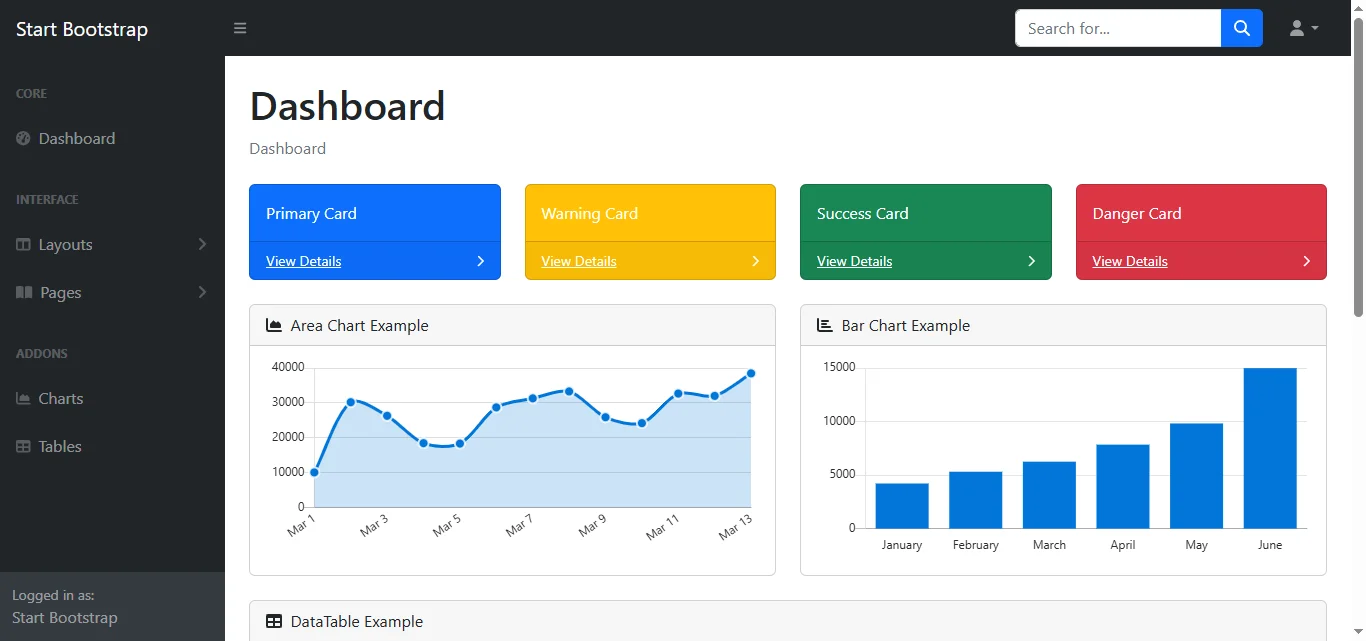 Start Bootstrap
Search for...
CORE
Dashboard
INTERFACE
Layouts
Pages
ADDONS
Charts
Tables
Logged in as:
Start Bootstrap
Dashboard
Dashboard
Primary Card
View Details
Warning Card
View Details
Success Card
View Details
Danger Card
View Details
Area Chart Example
40000
30000
20000
10000
0
Mar 1 Mar 3 Mar 5 Mar 7 Mar 9 Mar 11 Mar 13
Bar Chart Example
15000
10000
5000
0
January February March April May June
DataTable Example